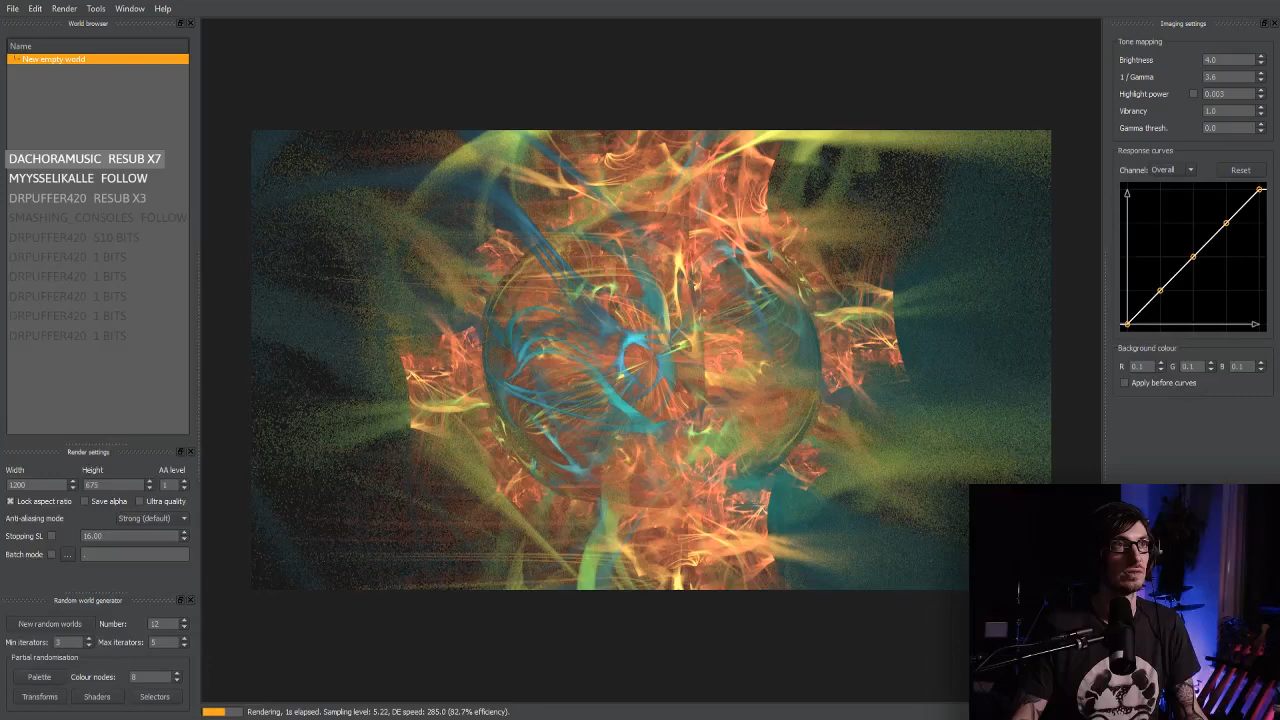 File Edit Render Tools Window Help
World browser
Name
New empty world
DACHORAMUSIC RESUB X7
MYYSSELIKALLE FOLLOW
DRPUFFER420 RESUB X3
SMASHING_CONSOLES FOLLOW
DRPUFFER420 510 BITS
DRPUFFER420 1 BITS
DRPUFFER420 1 BITS
DRPUFFER420 1 BITS
DRPUFFER420 1 BITS
DRPUFFER420 1 BITS
Render settings
Width Height AA level
1200 675 1
Lock aspect ratio Save alpha Ultra quality
Anti-aliasing mode Strong (default)
Stopping SL 16.00
Batch mode ... .
Random world generator
New random worlds Number: 12
Min iterators: 3 Max iterators: 5
Partial randomisation
Palette Colour nodes: 8
Transforms Shaders Selectors
Rendering, 1s elapsed. Sampling level: 5.22, DE speed: 285.0 (82.7% efficiency).
Imaging settings
Tone mapping
Brightness 4.0
1 / Gamma 3.6
Highlight power 0.003
Vibrancy 1.0
Gamma thresh. 0.0
Response curves
Channel: Overall Reset
Background colour
R 0.1 G 0.1 B 0.1
Apply before curves